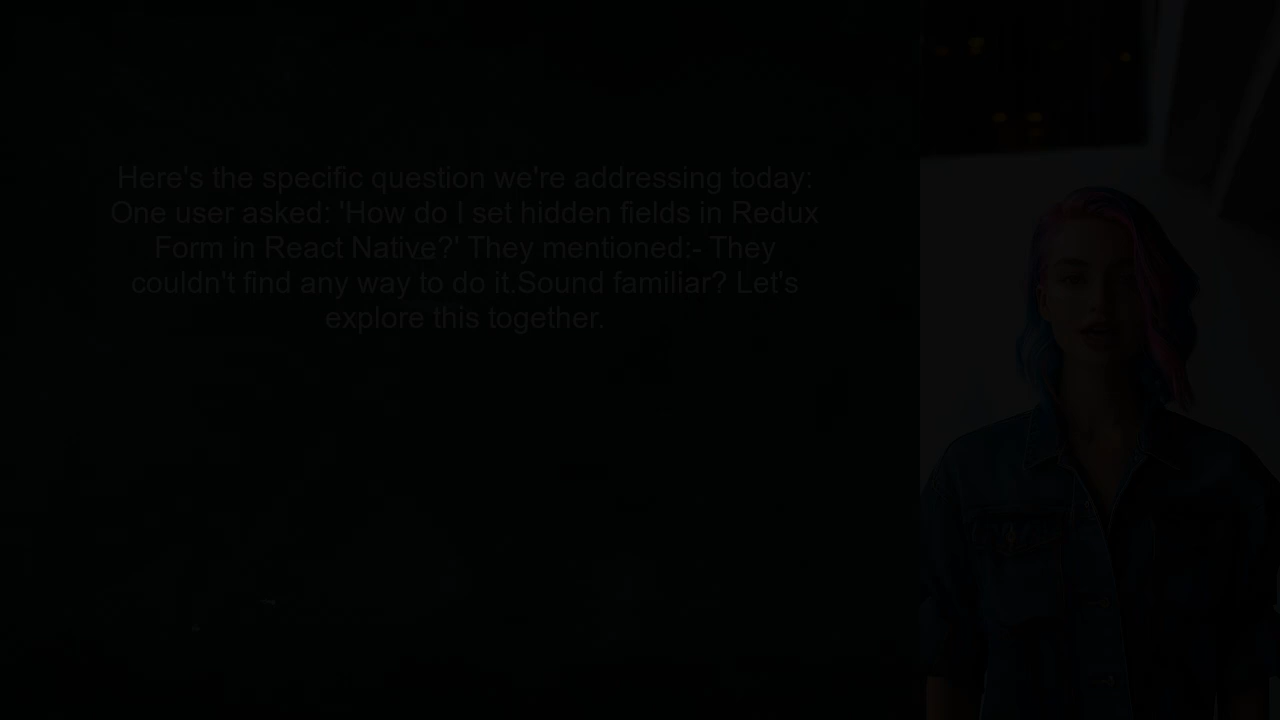 Here's the specific question we're addressing today:
One user asked: 'How do I set hidden fields in Redux
Form in React Native?' They mentioned:- They
couldn't find any way to do it.Sound familiar? Let's
explore this together.